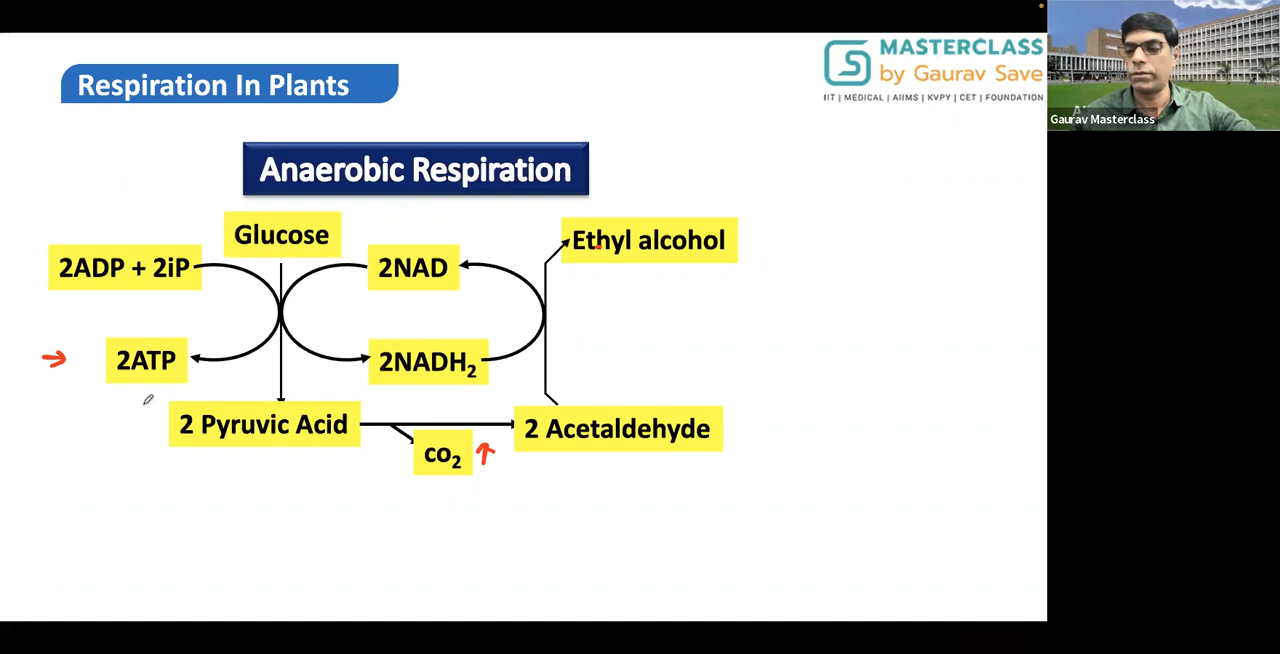 Respiration In Plants
MASTERCLASS
by Gaurav Save
IIT | MEDICAL | AIIMS | KVPY | CET | FOUNDATION
Gaurav Masterclass
Anaerobic Respiration
Glucose
Ethyl alcohol
2ADP + 2iP
2NAD
2ATP
2NADH₂
2 Pyruvic Acid
2 Acetaldehyde
co₂